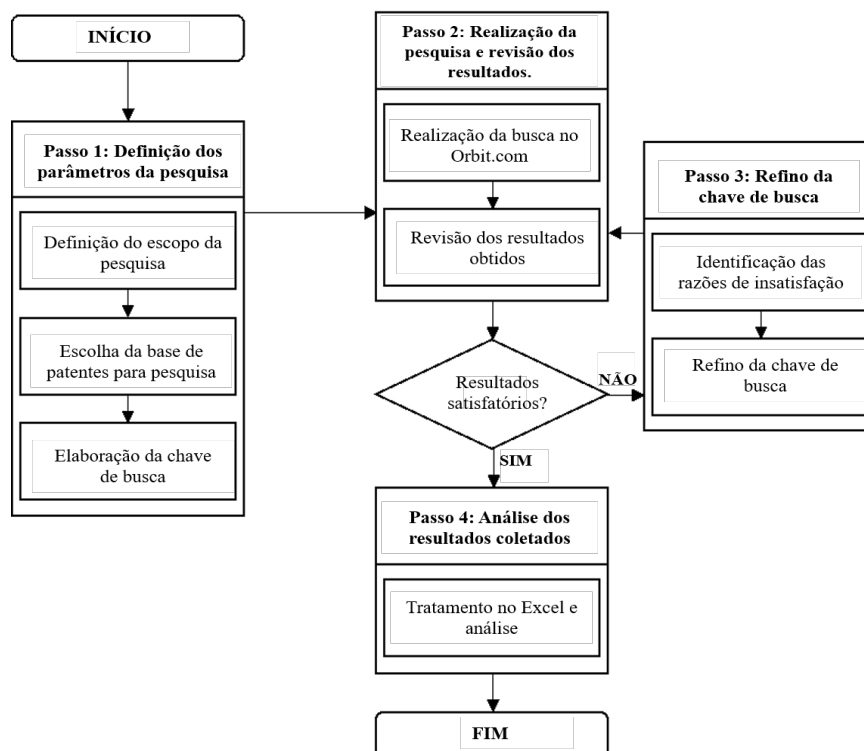 INÍCIO
Passo 1: Definição dos
parâmetros da pesquisa
Definição do escopo da
pesquisa
Escolha da base de
patentes para pesquisa
Elaboração da chave
de busca
Passo 2: Realização da
pesquisa e revisão dos
resultados.
Realização da busca no
Orbit.com
Revisão dos resultados
obtidos
Resultados
satisfatórios?
NÃO
SIM
Passo 3: Refino da
chave de busca
Identificação das
razões de insatisfação
Refino da chave de
busca
Passo 4: Análise dos
resultados coletados
Tratamento no Excel e
análise
FIM